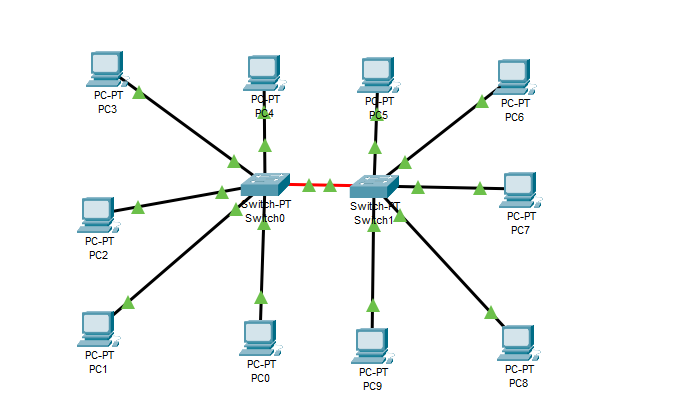 PC-PT
PC3
PC-PT
PC4
PC-PT
PC5
PC-PT
PC6
Switch-PT
Switch0
Switch-PT
Switch1
PC-PT
PC7
PC-PT
PC2
PC-PT
PC1
PC-PT
PC0
PC-PT
PC9
PC-PT
PC8